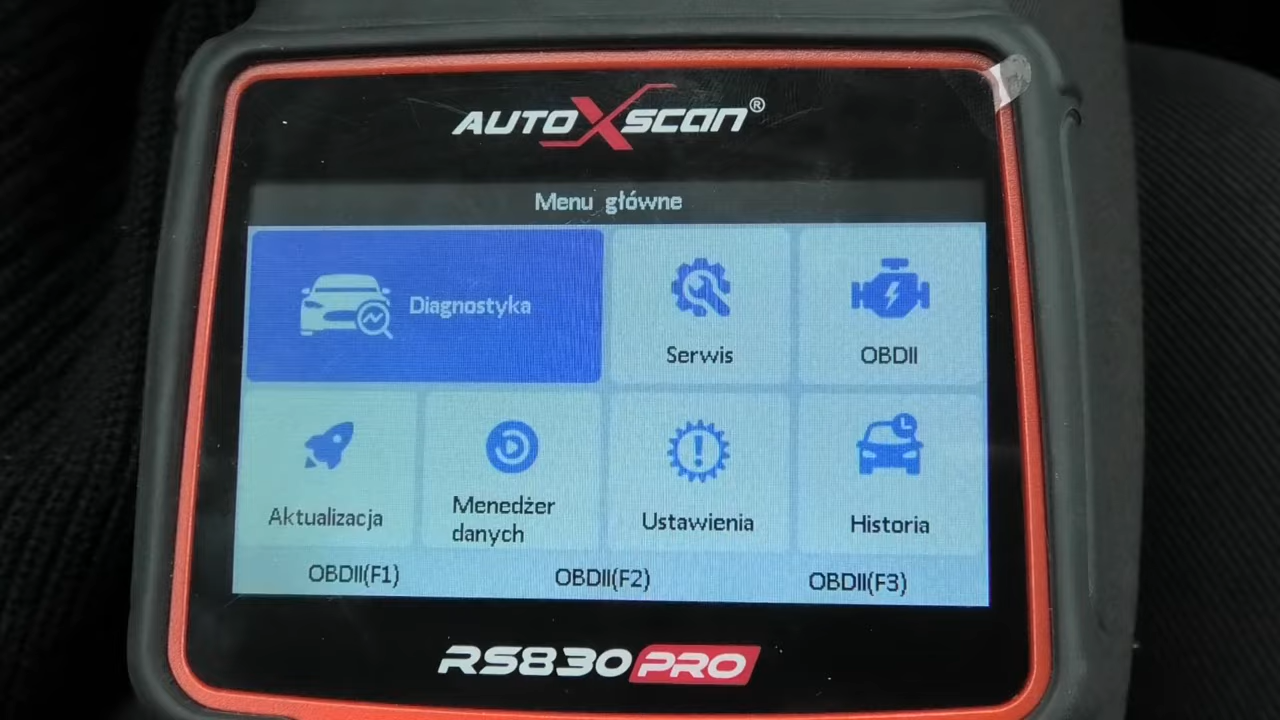 AUTOXSCAN®
Menu główne
Diagnostyka
Serwis
OBDII
Aktualizacja
Menedżer
danych
Ustawienia
Historia
OBDII(F1)
OBDII(F2)
OBDII(F3)
RS830PRO